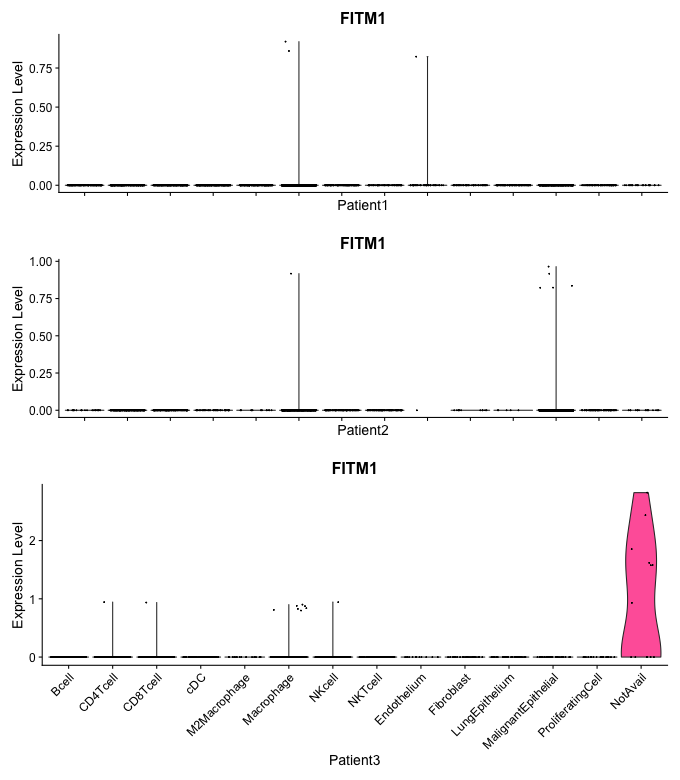 FITM1
Expression Level
0.75
0.50
0.25
0.00
Patient1
FITM1
Expression Level
1.00
0.75
0.50
0.25
0.00
Patient2
FITM1
Expression Level
2
1
0
Bcell
CD4Tcell
CD8Tcell
cDC
M2Macrophage
Macrophage
NKcell
NKTcell
Endothelium
Fibroblast
LungEpithelium
MalignantEpithelial
ProliferatingCell
NotAvail
Patient3